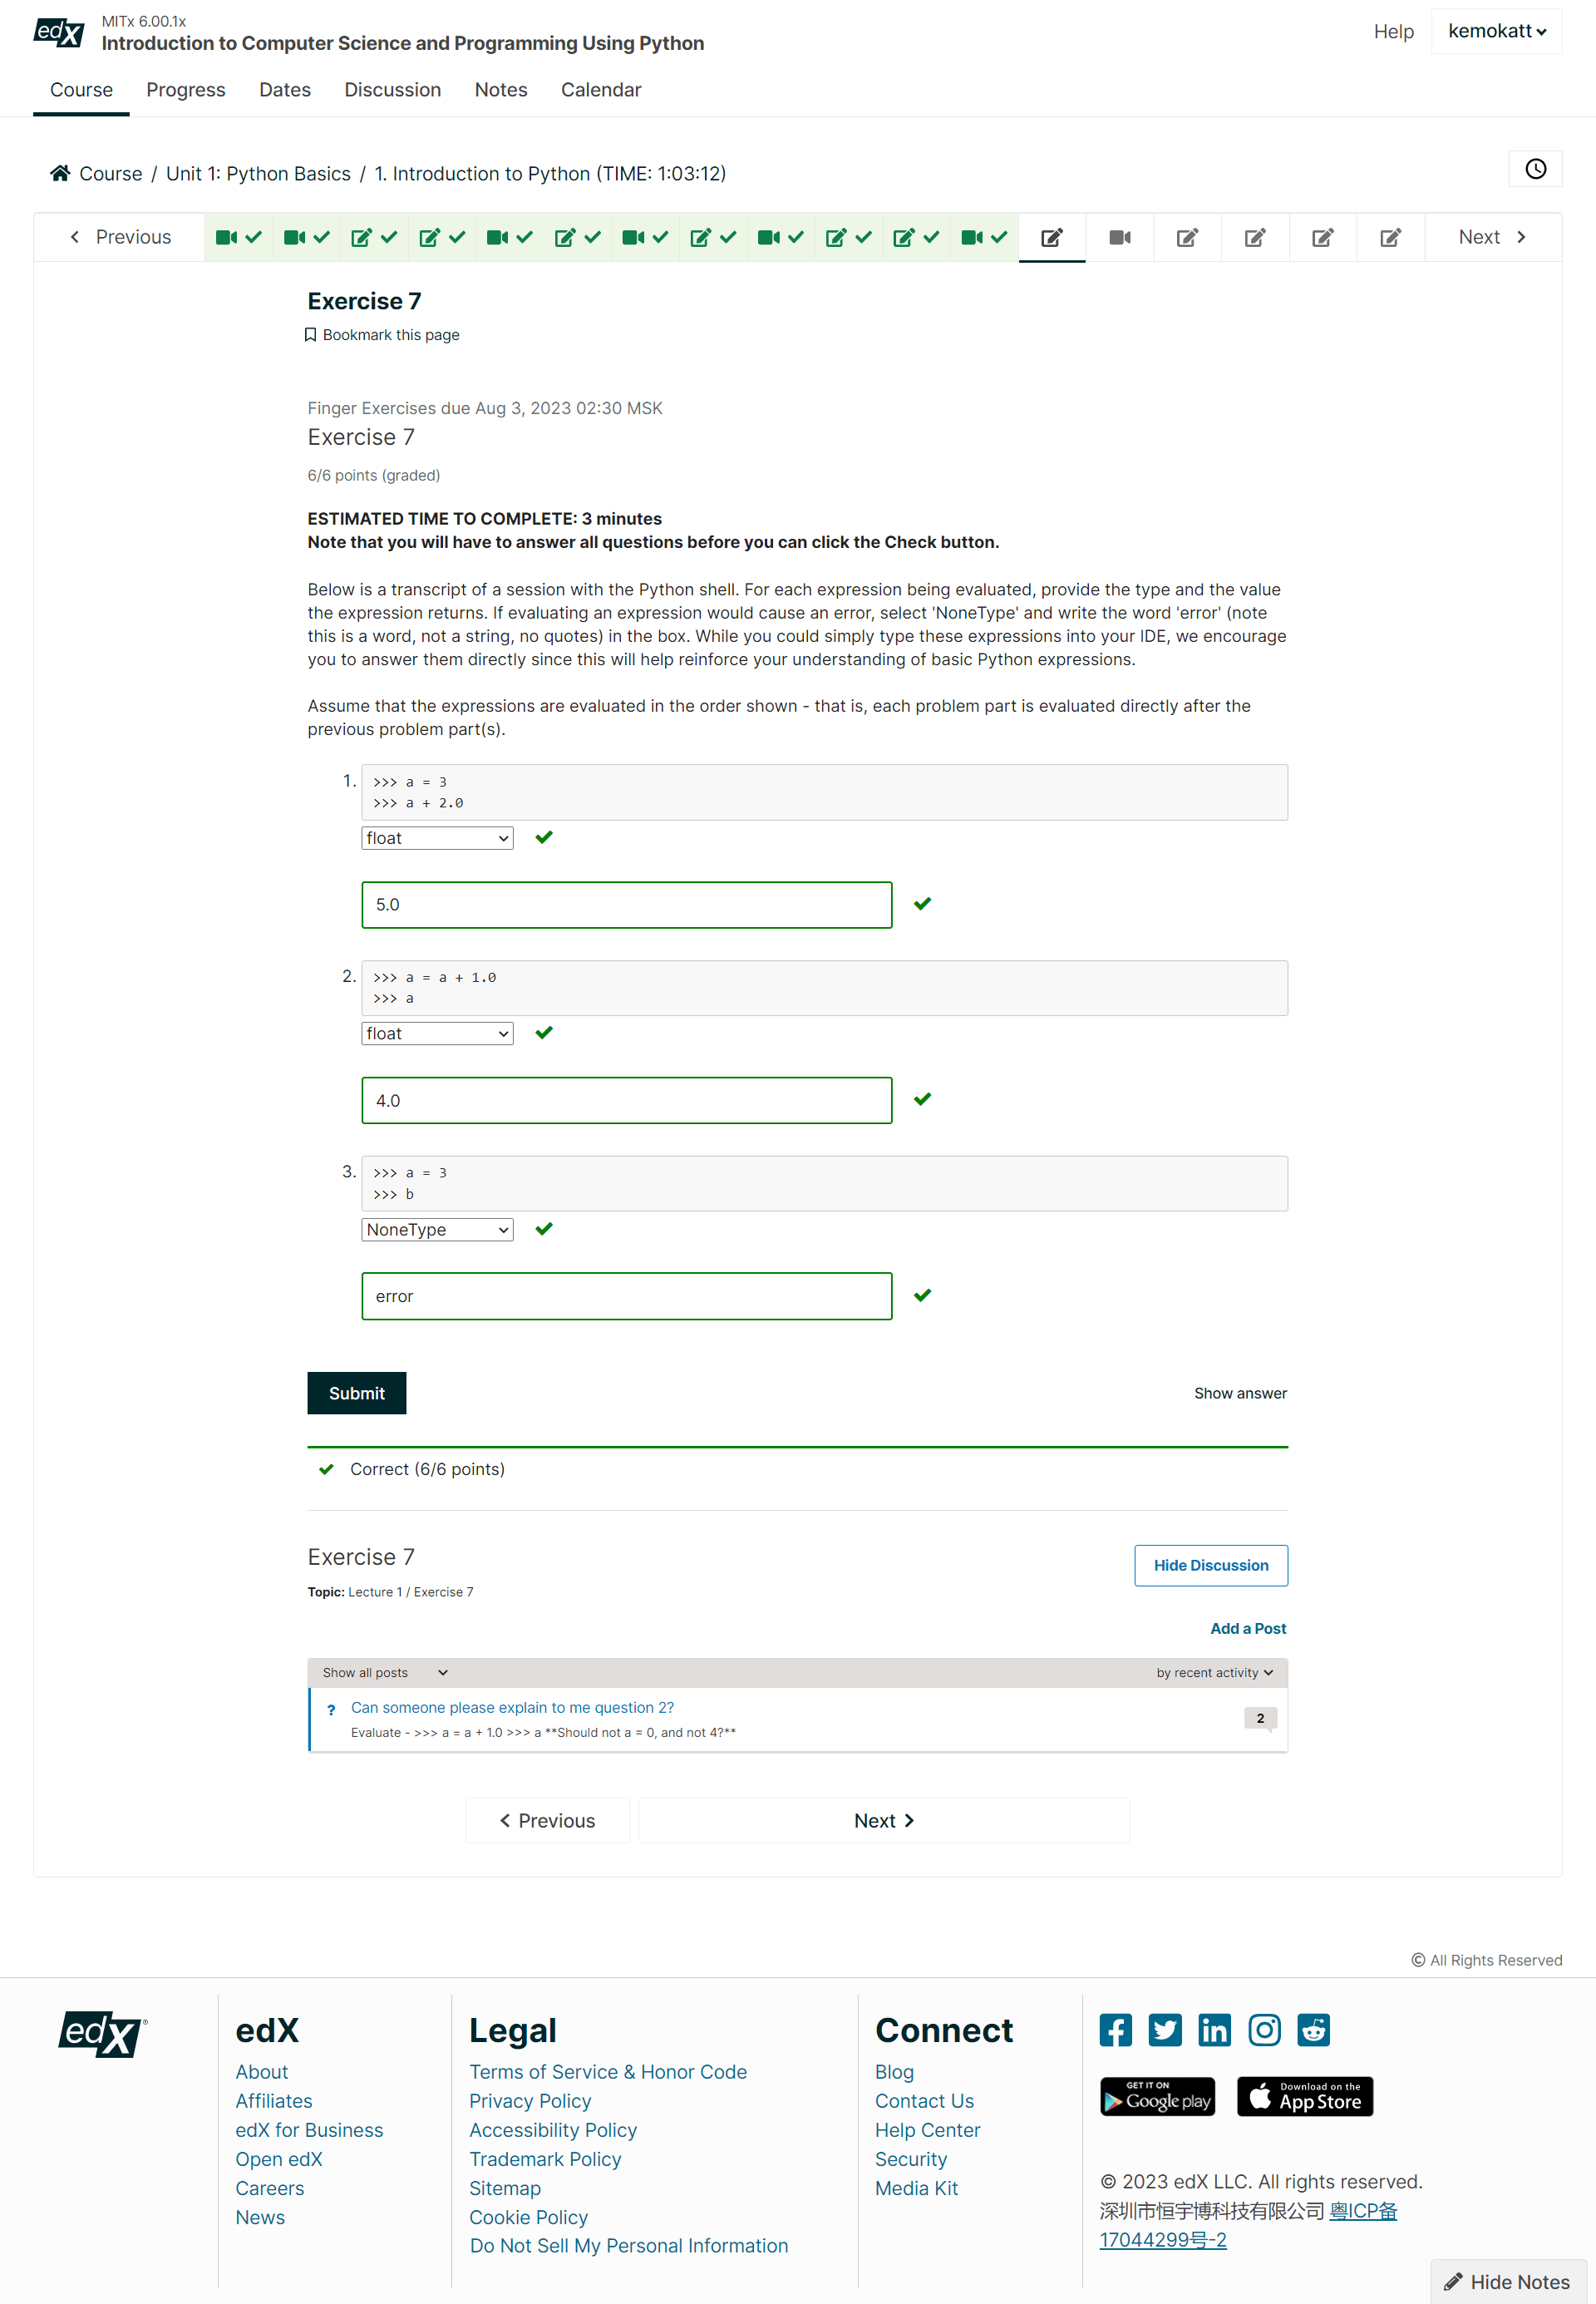 edX
MITx 6.00.1x
Introduction to Computer Science and Programming Using Python
Help
kemokatt
Course Progress Dates Discussion Notes Calendar
Course / Unit 1: Python Basics / 1. Introduction to Python (TIME: 1:03:12)
Previous
Next
Exercise 7
Bookmark this page
Finger Exercises due Aug 3, 2023 02:30 MSK
Exercise 7
6/6 points (graded)
ESTIMATED TIME TO COMPLETE: 3 minutes
Note that you will have to answer all questions before you can click the Check button.
Below is a transcript of a session with the Python shell. For each expression being evaluated, provide the type and the value
the expression returns. If evaluating an expression would cause an error, select 'NoneType' and write the word 'error' (note
this is a word, not a string, no quotes) in the box. While you could simply type these expressions into your IDE, we encourage
you to answer them directly since this will help reinforce your understanding of basic Python expressions.
Assume that the expressions are evaluated in the order shown - that is, each problem part is evaluated directly after the
previous problem part(s).
1. >>> a = 3
>>> a + 2.0
float
5.0
2. >>> a = a + 1.0
>>> a
float
4.0
3. >>> a = 3
>>> b
NoneType
error
Submit
Show answer
Correct (6/6 points)
Exercise 7
Hide Discussion
Topic: Lecture 1 / Exercise 7
Add a Post
Show all posts
by recent activity
? Can someone please explain to me question 2?
Evaluate - >>> a = a + 1.0 >>> a **Should not a = 0, and not 4?**
2
Previous
Next
© All Rights Reserved
edX
edX
About
Affiliates
edX for Business
Open edX
Careers
News
Legal
Terms of Service & Honor Code
Privacy Policy
Accessibility Policy
Trademark Policy
Sitemap
Cookie Policy
Do Not Sell My Personal Information
Connect
Blog
Contact Us
Help Center
Security
Media Kit
GET IT ON
Google play
Download on the
App Store
© 2023 edX LLC. All rights reserved.
深圳市恒宇博科技有限公司 粤ICP备
17044299号-2
Hide Notes